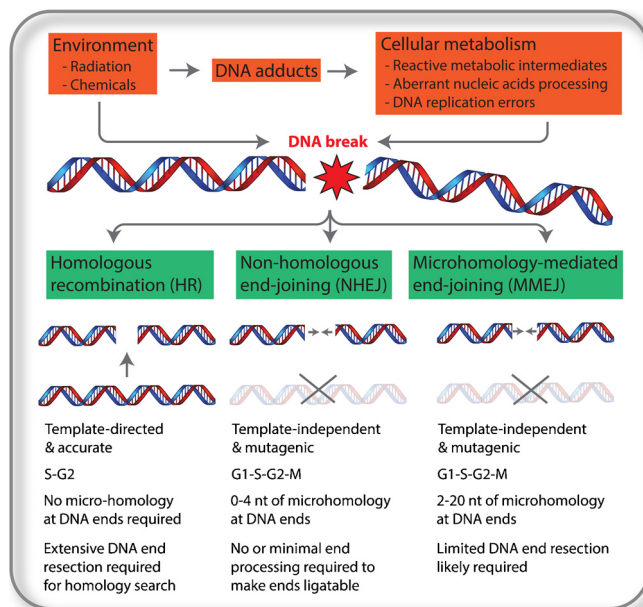 Environment
- Radiation
- Chemicals
DNA adducts
Cellular metabolism
- Reactive metabolic intermediates
- Aberrant nucleic acids processing
- DNA replication errors
DNA break
Homologous
recombination (HR)
Non-homologous
end-joining (NHEJ)
Microhomology-mediated
end-joining (MMEJ)
Template-directed
& accurate
S-G2
No micro-homology
at DNA ends required
Extensive DNA end
resection required
for homology search
Template-independent
& mutagenic
G1-S-G2-M
0-4 nt of microhomology
at DNA ends
No or minimal end
processing required to
make ends ligatable
Template-independent
& mutagenic
G1-S-G2-M
2-20 nt of microhomology
at DNA ends
Limited DNA end resection
likely required